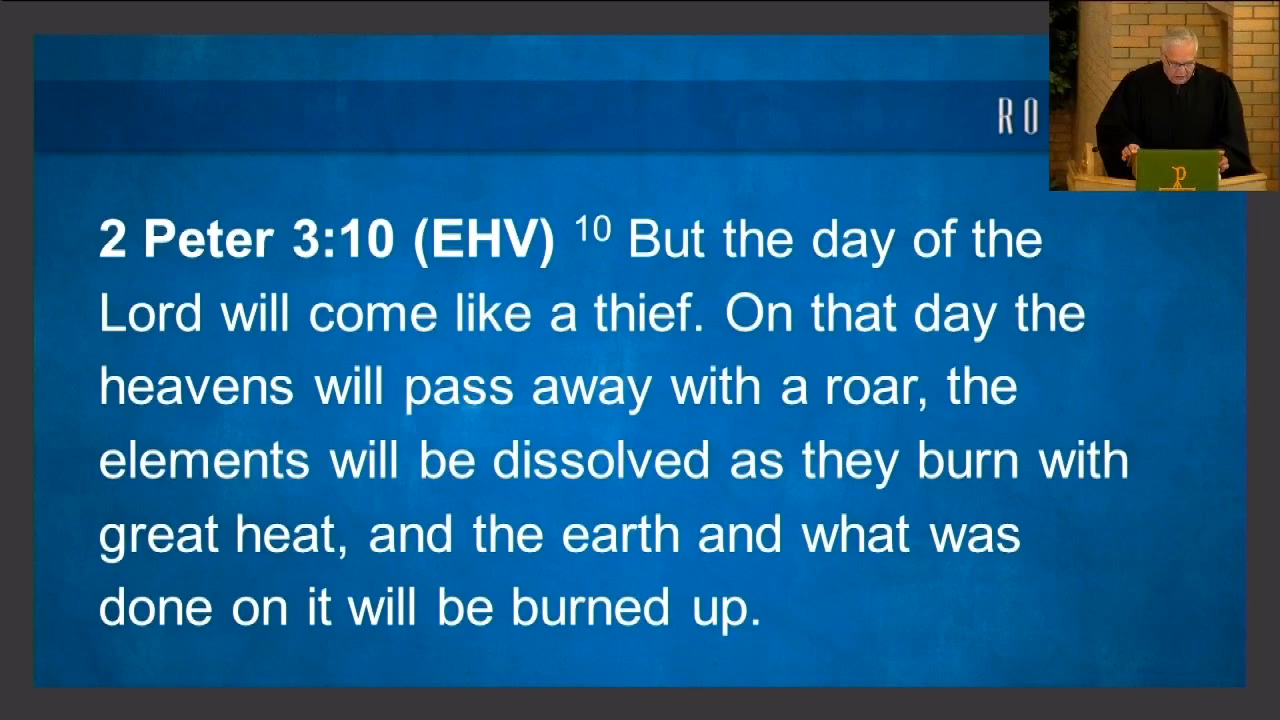 RO
2 Peter 3:10 (EHV) 10 But the day of the
Lord will come like a thief. On that day the
heavens will pass away with a roar, the
elements will be dissolved as they burn with
great heat, and the earth and what was
done on it will be burned up.